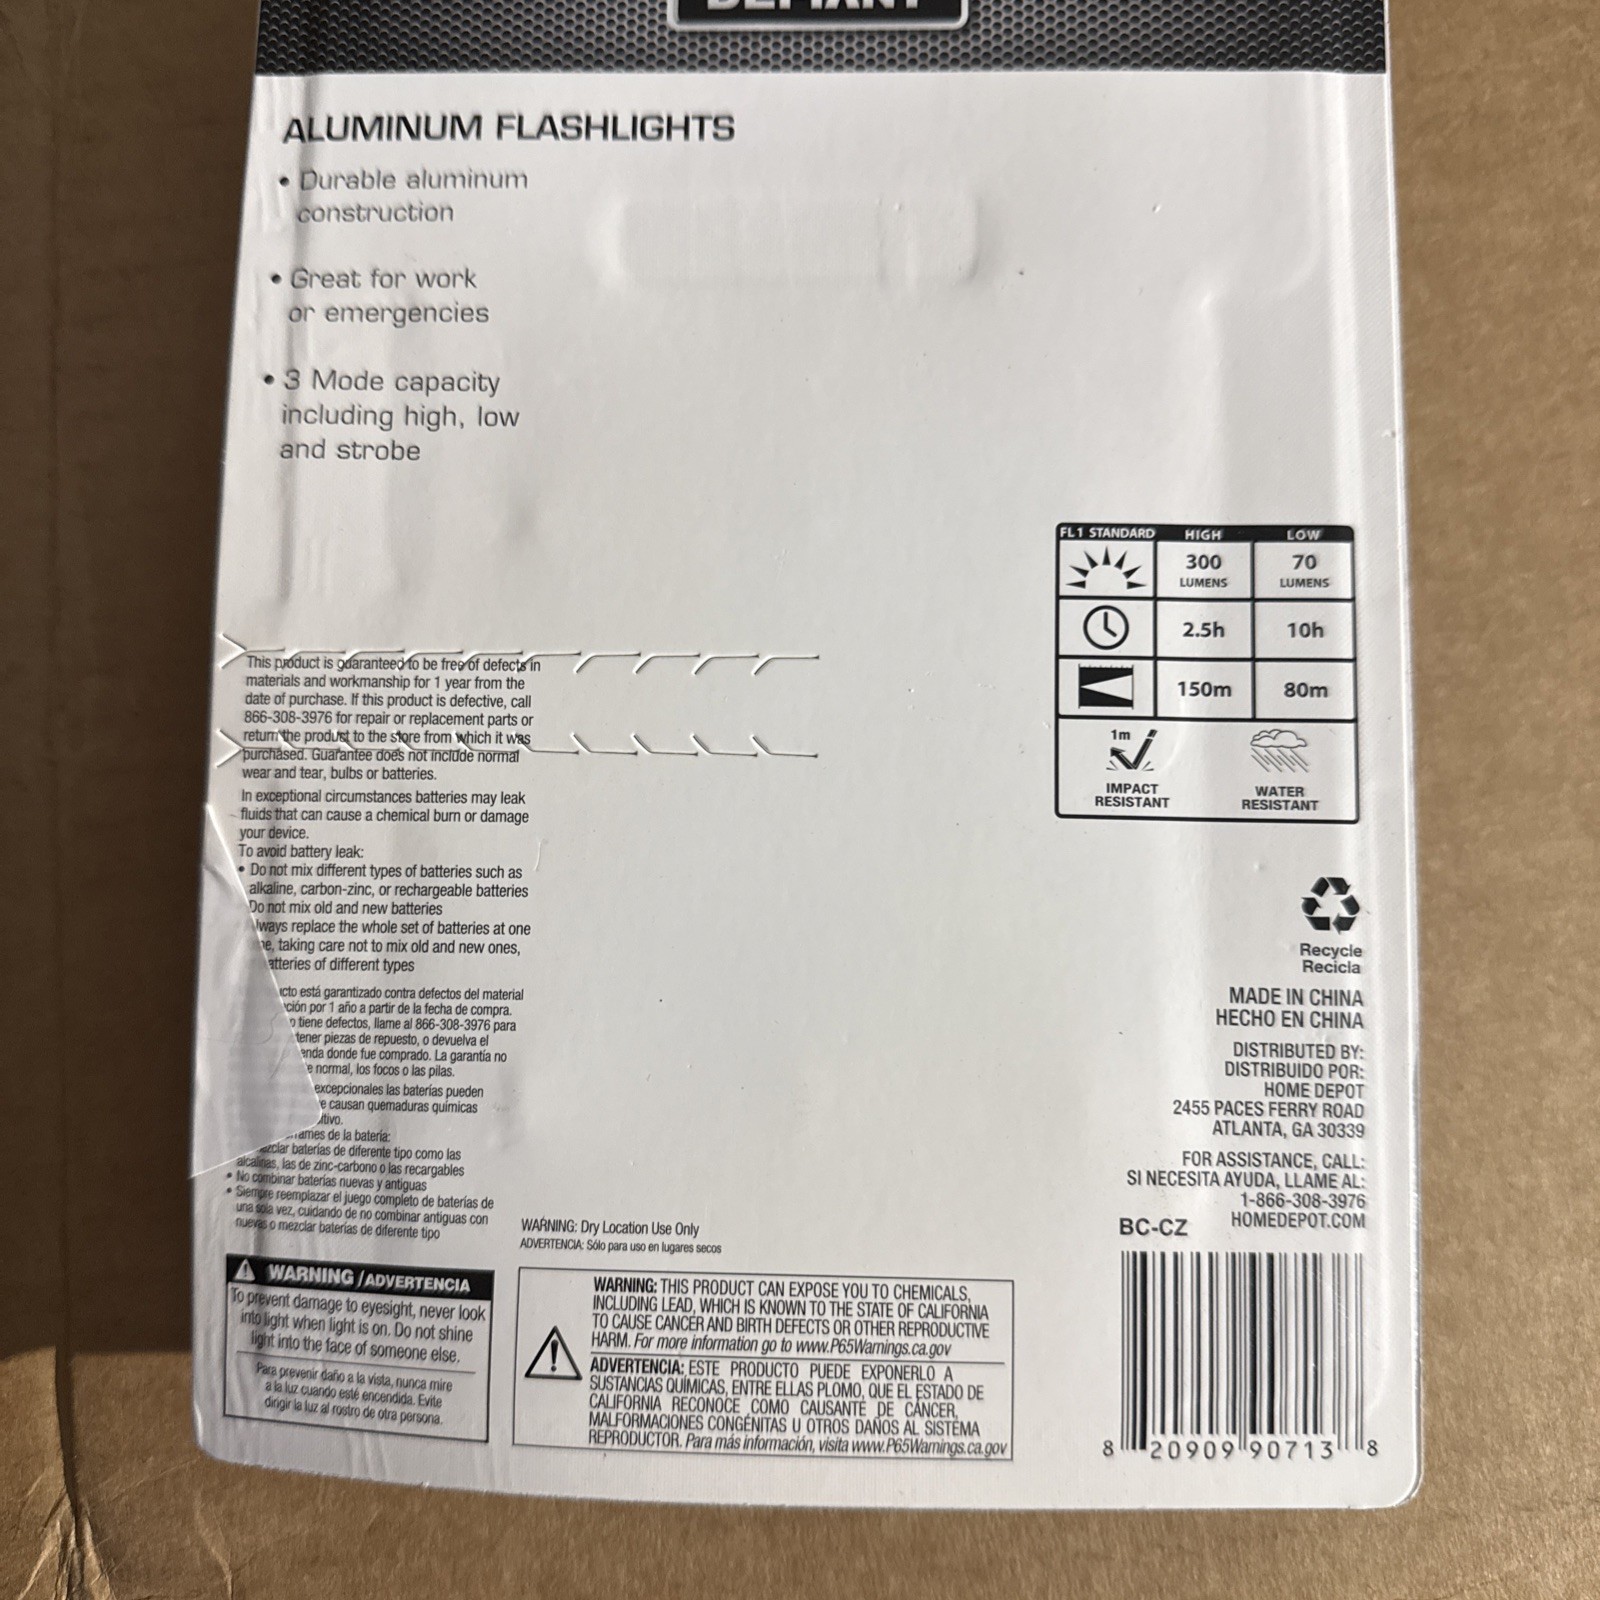 DEFIANT
ALUMINUM FLASHLIGHTS
• Durable aluminum
construction
• Great for work
or emergencies
• 3 Mode capacity
including high, low
and strobe
FL1 STANDARD HIGH LOW
300 LUMENS 70 LUMENS
2.5h 10h
150m 80m
1m
IMPACT RESISTANT
WATER RESISTANT
This product is guaranteed to be free of defects in
materials and workmanship for 1 year from the
date of purchase. If this product is defective, call
866-308-3976 for repair or replacement parts or
return the product to the store from which it was
purchased. Guarantee does not include normal
wear and tear, bulbs or batteries.
In exceptional circumstances batteries may leak
fluids that can cause a chemical burn or damage
your device.
To avoid battery leak:
• Do not mix different types of batteries such as
alkaline, carbon-zinc, or rechargeable batteries
Do not mix old and new batteries
replace the whole set of batteries at one
taking care not to mix old and new ones,
of different types
está garantizado contra defectos del material
por 1 año a partir de la fecha de compra.
tiene defectos, llame al 866-308-3976 para
piezas de repuesto, o devuelva el
donde fue comprado. La garantía no
normal, los focos o las pilas.
excepcionales las baterías pueden
causan quemaduras químicas
de la batería:
baterías de diferente tipo como las
alcalinas, las de zinc-carbono o las recargables
• No combinar baterías nuevas y antiguas
• Siempre reemplazar el juego completo de baterías de
una sola vez, cuidando de no combinar antiguas con
nuevas o mezclar baterías de diferente tipo
WARNING / ADVERTENCIA
To prevent damage to eyesight, never look
into light when light is on. Do not shine
light into the face of someone else.
Para prevenir daño a la vista, nunca mire
a la luz cuando esté encendida. Evite
dirigir la luz al rostro de otra persona.
WARNING: Dry Location Use Only
ADVERTENCIA: Sólo para uso en lugares secos
WARNING: THIS PRODUCT CAN EXPOSE YOU TO CHEMICALS,
INCLUDING LEAD, WHICH IS KNOWN TO THE STATE OF CALIFORNIA
TO CAUSE CANCER AND BIRTH DEFECTS OR OTHER REPRODUCTIVE
HARM. For more information go to www.P65Warnings.ca.gov
ADVERTENCIA: ESTE PRODUCTO PUEDE EXPONERLO A
SUSTANCIAS QUÍMICAS, ENTRE ELLAS PLOMO, QUE EL ESTADO DE
CALIFORNIA RECONOCE COMO CAUSANTE DE CÁNCER,
MALFORMACIONES CONGÉNITAS U OTROS DAÑOS AL SISTEMA
REPRODUCTOR. Para más información, visita www.P65Warnings.ca.gov
Recycle
Recicla
MADE IN CHINA
HECHO EN CHINA
DISTRIBUTED BY:
DISTRIBUIDO POR:
HOME DEPOT
2455 PACES FERRY ROAD
ATLANTA, GA 30339
FOR ASSISTANCE, CALL:
SI NECESITA AYUDA, LLAME AL:
1-866-308-3976
HOMEDEPOT.COM
BC-CZ
8 20909 90713 8